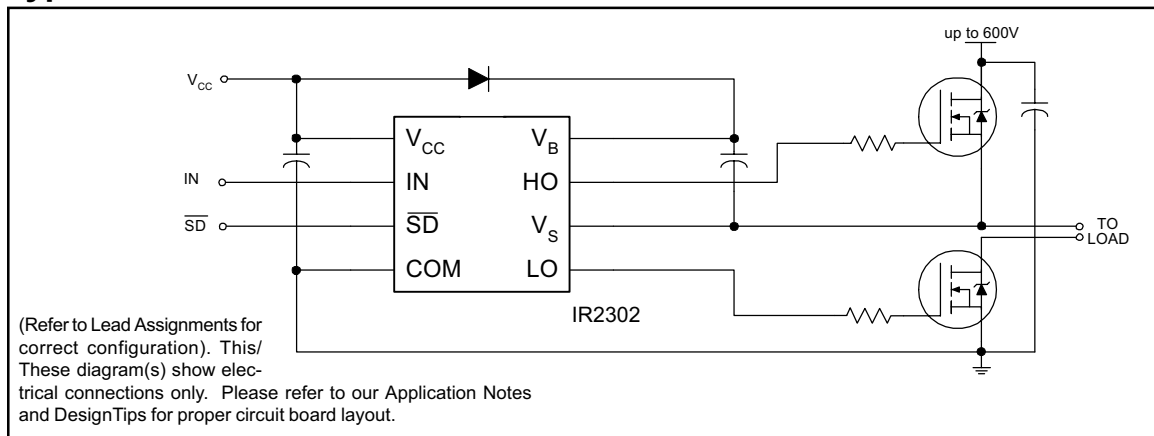 up to 600V
VCC
VCC
VB
IN
IN
HO
SD
SD
VS
TO
LOAD
COM
LO
IR2302
(Refer to Lead Assignments for
correct configuration). This/
These diagram(s) show elec-
trical connections only. Please refer to our Application Notes
and DesignTips for proper circuit board layout.